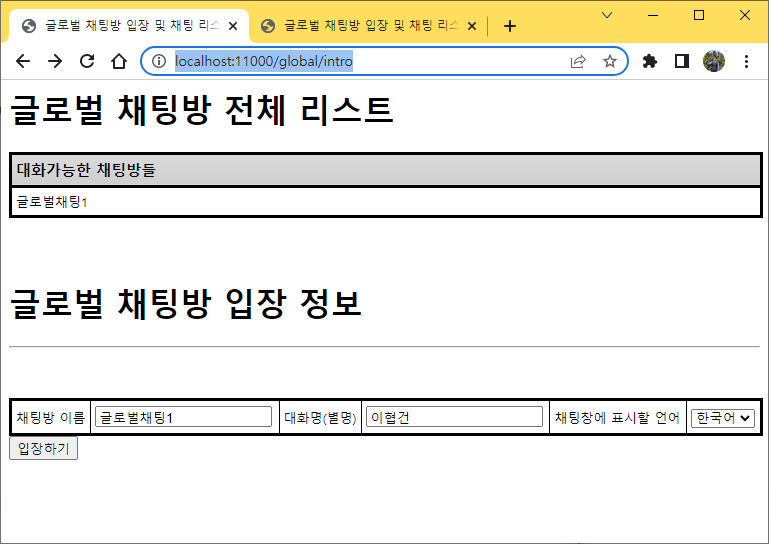 글로벌 채팅방 입장 및 채팅 리스
글로벌 채팅방 입장 및 채팅 리스
localhost:11000/global/intro
글로벌 채팅방 전체 리스트
대화가능한 채팅방들
글로벌채팅1
글로벌 채팅방 입장 정보
채팅방 이름 글로벌채팅1 대화명(별명) 이협건 채팅창에 표시할 언어 한국어
입장하기